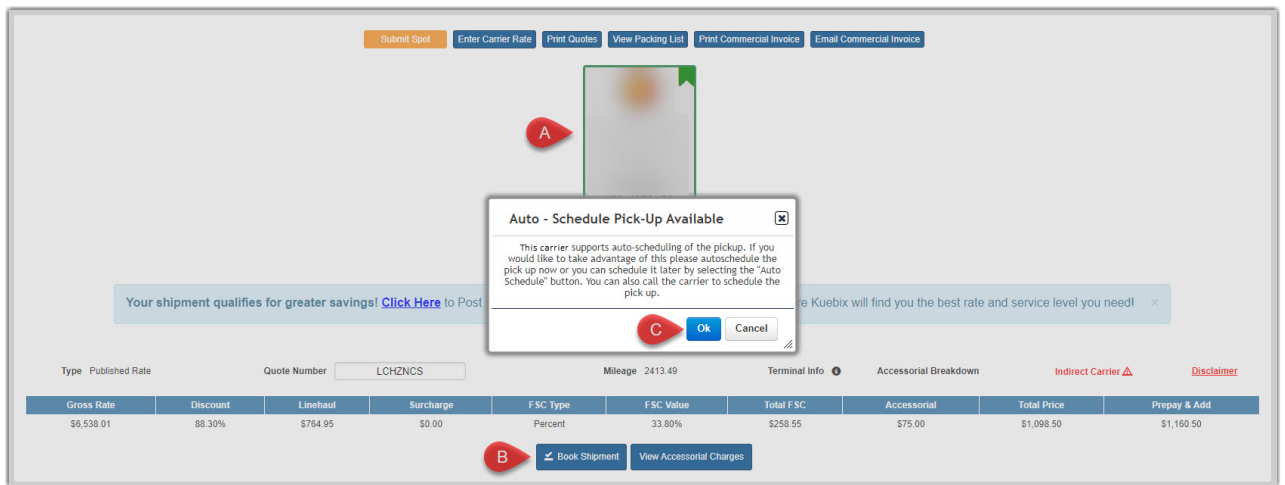 Submit Spot Enter Carrier Rate Print Quotes View Packing List Print Commercial Invoice Email Commercial Invoice
A
Auto - Schedule Pick-Up Available
This carrier supports auto-scheduling of the pickup. If you
would like to take advantage of this please autoschedule the
pick up now or you can schedule it later by selecting the "Auto
Schedule" button. You can also call the carrier to schedule the
pick up.
Your shipment qualifies for greater savings! Click Here to Post re Kuebix will find you the best rate and service level you need!
C Ok Cancel
Type Published Rate Quote Number LCHZNCS Mileage 2413.49 Terminal Info Accessorial Breakdown Indirect Carrier Disclaimer
Gross Rate Discount Linehaul Surcharge FSC Type FSC Value Total FSC Accessorial Total Price Prepay & Add
$6,538.01 88.30% $764.95 $0.00 Percent 33.80% $258.55 $75.00 $1,098.50 $1,160.50
B Book Shipment View Accessorial Charges